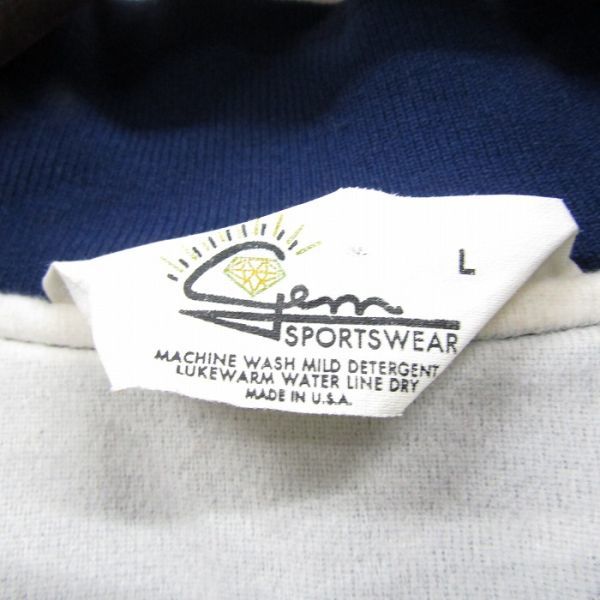 L
Gem
SPORTSWEAR
MACHINE WASH MILD DETERGENT
LUKEWARM WATER LINE DRY
MADE IN U.S.A.